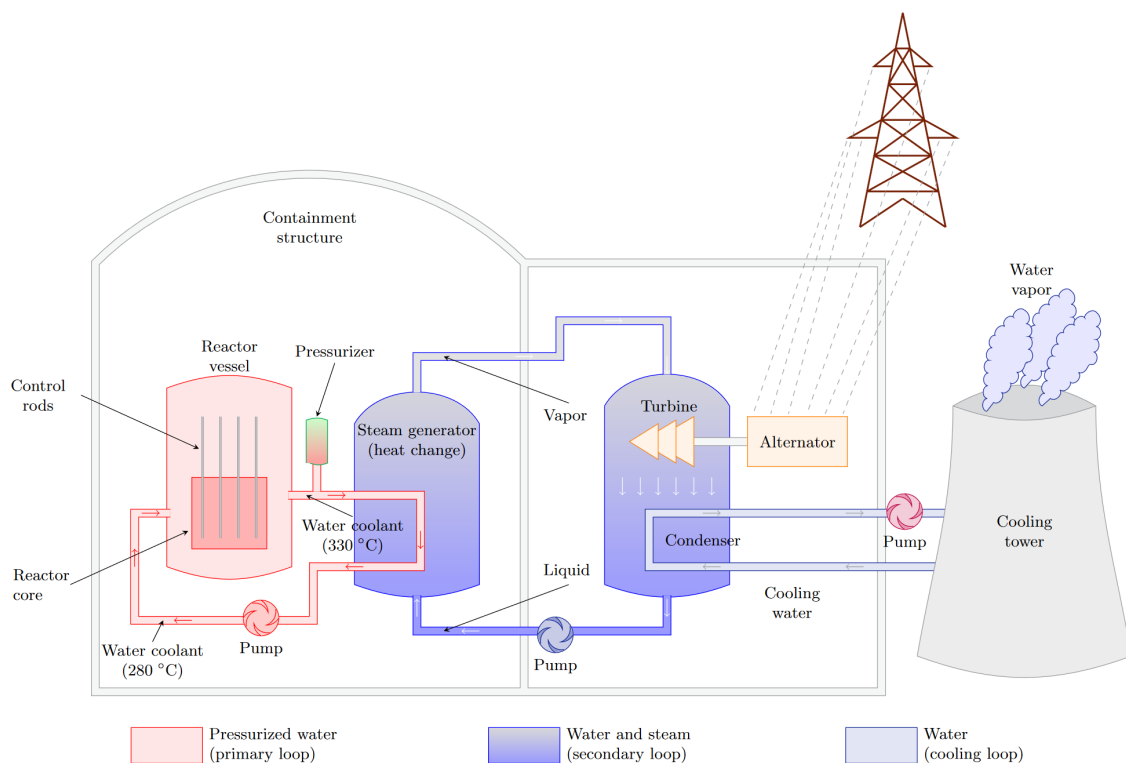 Containment
structure
Water
vapor
Reactor
vessel
Pressurizer
Control
rods
Vapor
Turbine
Steam generator
(heat change)
Alternator
Water coolant
(330 °C)
Condenser
Pump
Cooling
tower
Reactor
core
Liquid
Cooling
water
Pump
Water coolant
(280 °C)
Pump
Pressurized water
(primary loop)
Water and steam
(secondary loop)
Water
(cooling loop)